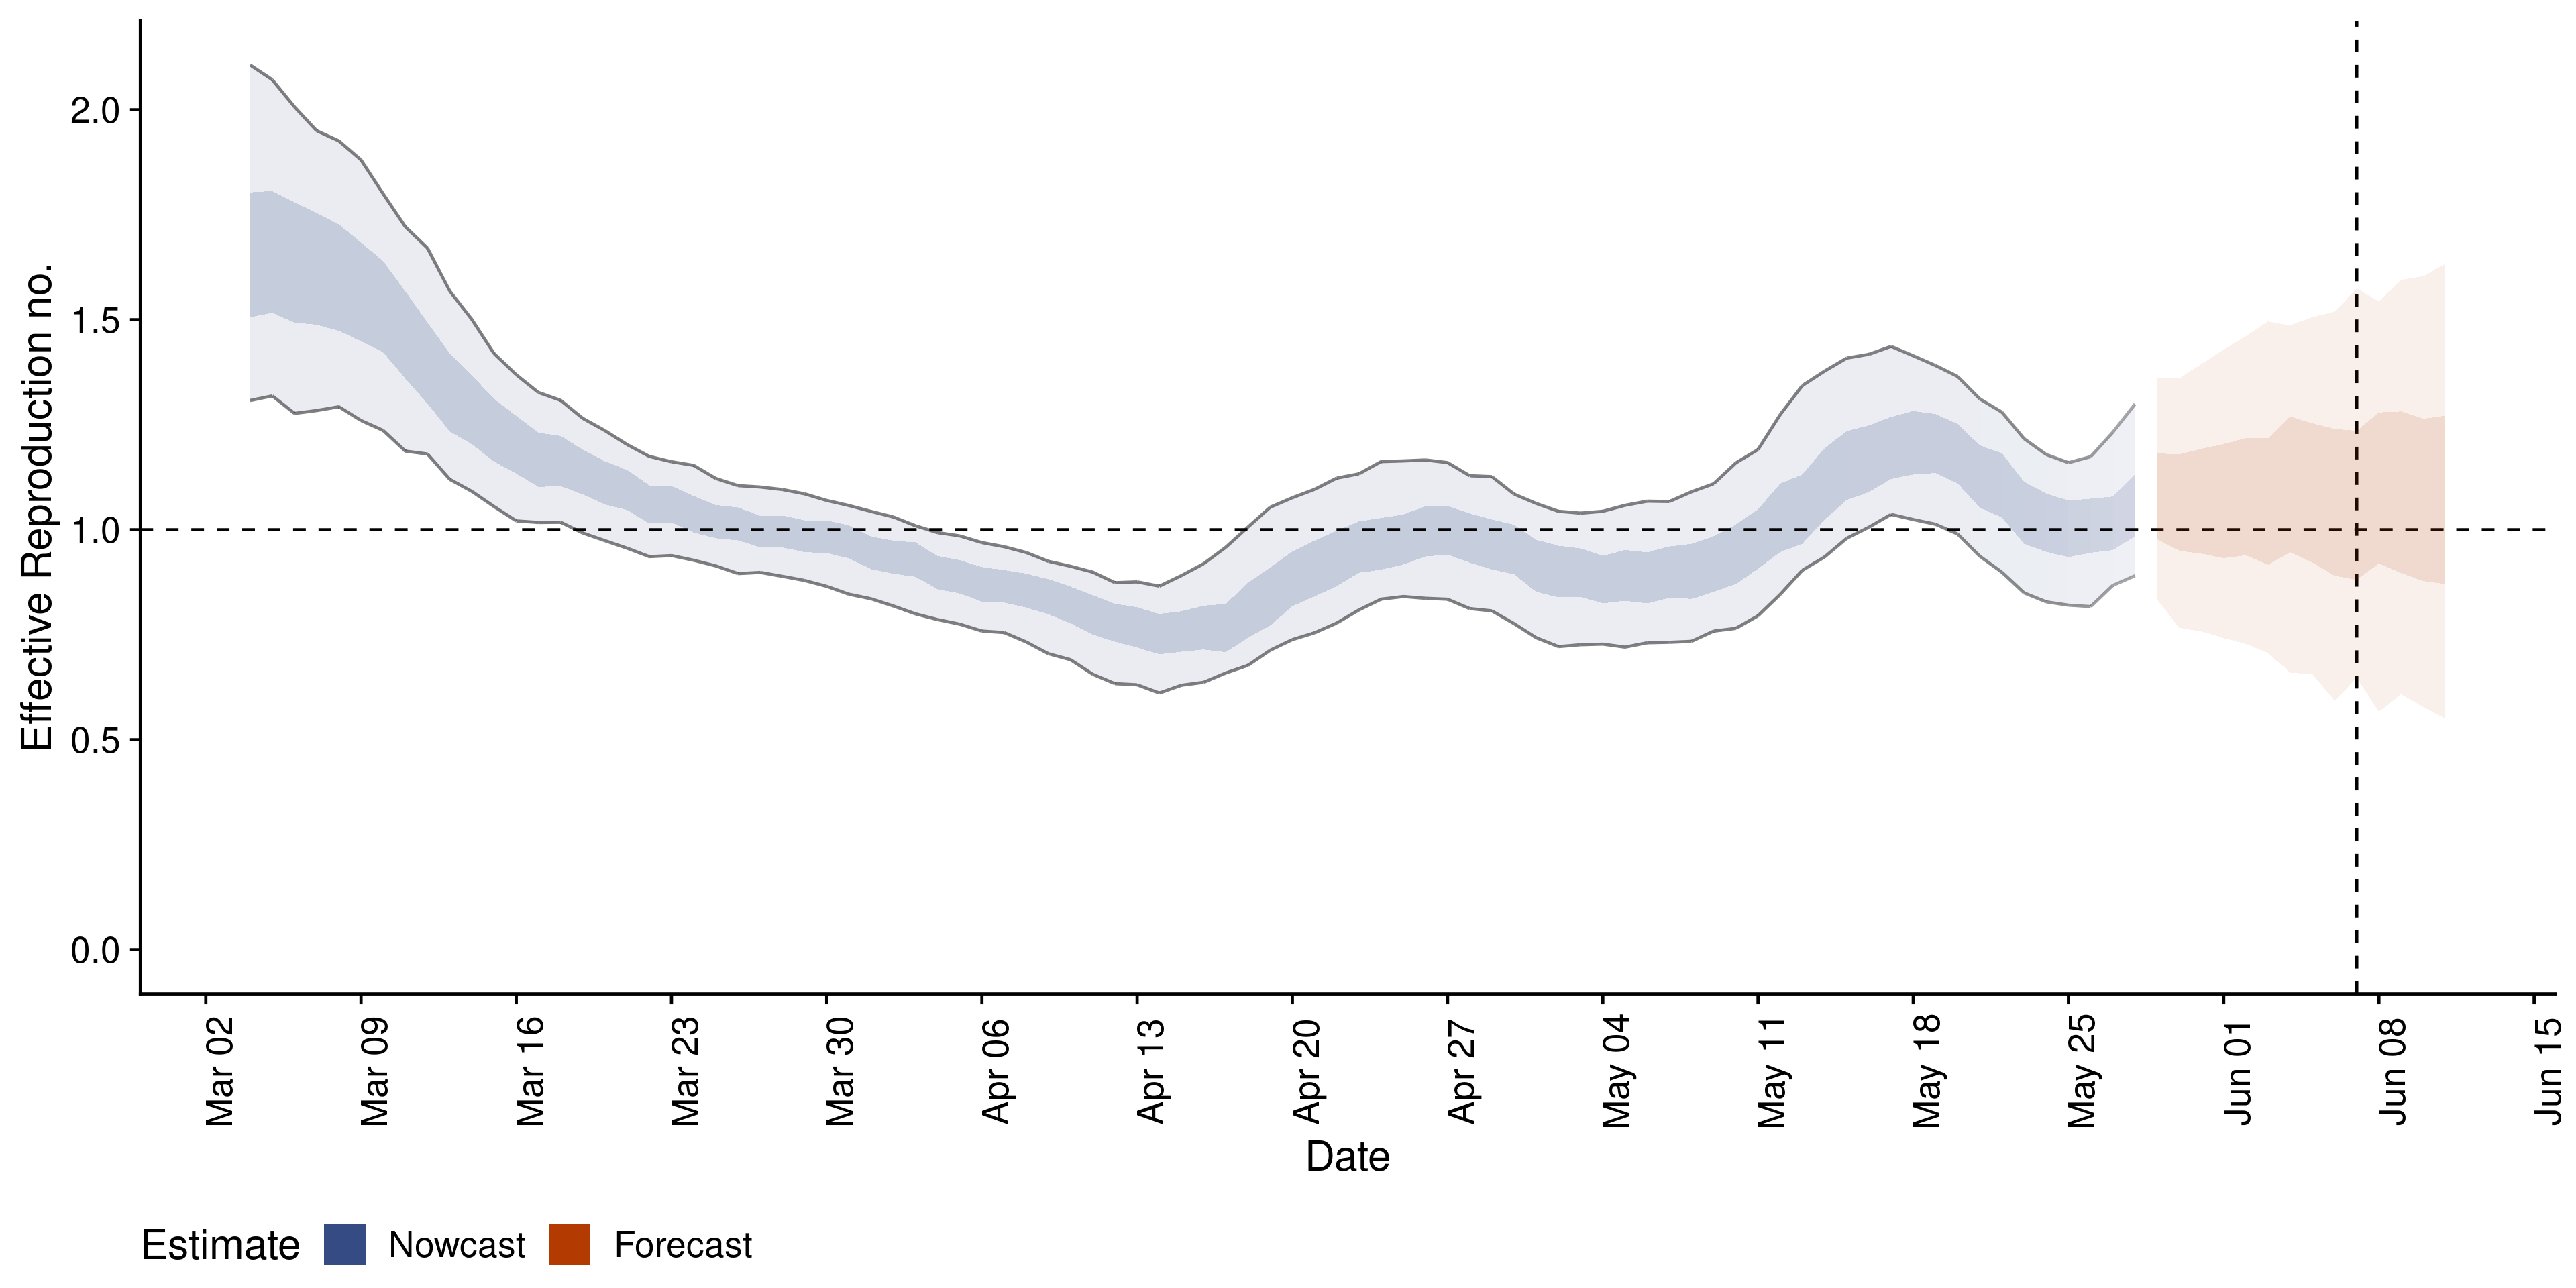 Effective Reproduction no.
2.0
1.5
1.0
0.5
0.0
Mar 02
Mar 09
Mar 16
Mar 23
Mar 30
Apr 06
Apr 13
Apr 20
Apr 27
May 04
May 11
May 18
May 25
Jun 01
Jun 08
Jun 15
Date
Estimate Nowcast Forecast